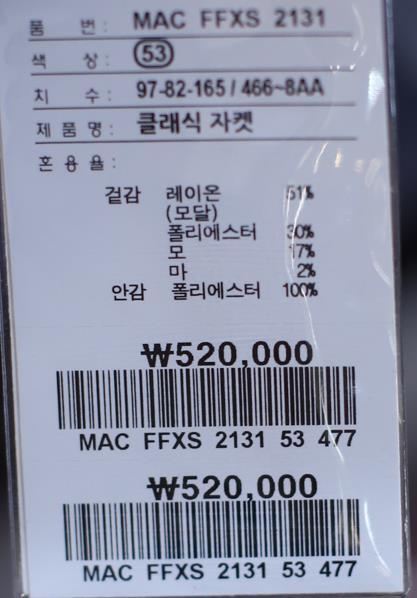 품 번: MAC FFXS 2131
색 상: 53
치 수: 97-82-165 / 466~8AA
제 품 명: 클래식 자켓
혼 용 율:
겉감 레이온 51%
(모달)
폴리에스터 30%
모 17%
마 2%
안감 폴리에스터 100%
₩520,000
MAC FFXS 2131 53 477
₩520,000
MAC FFXS 2131 53 477